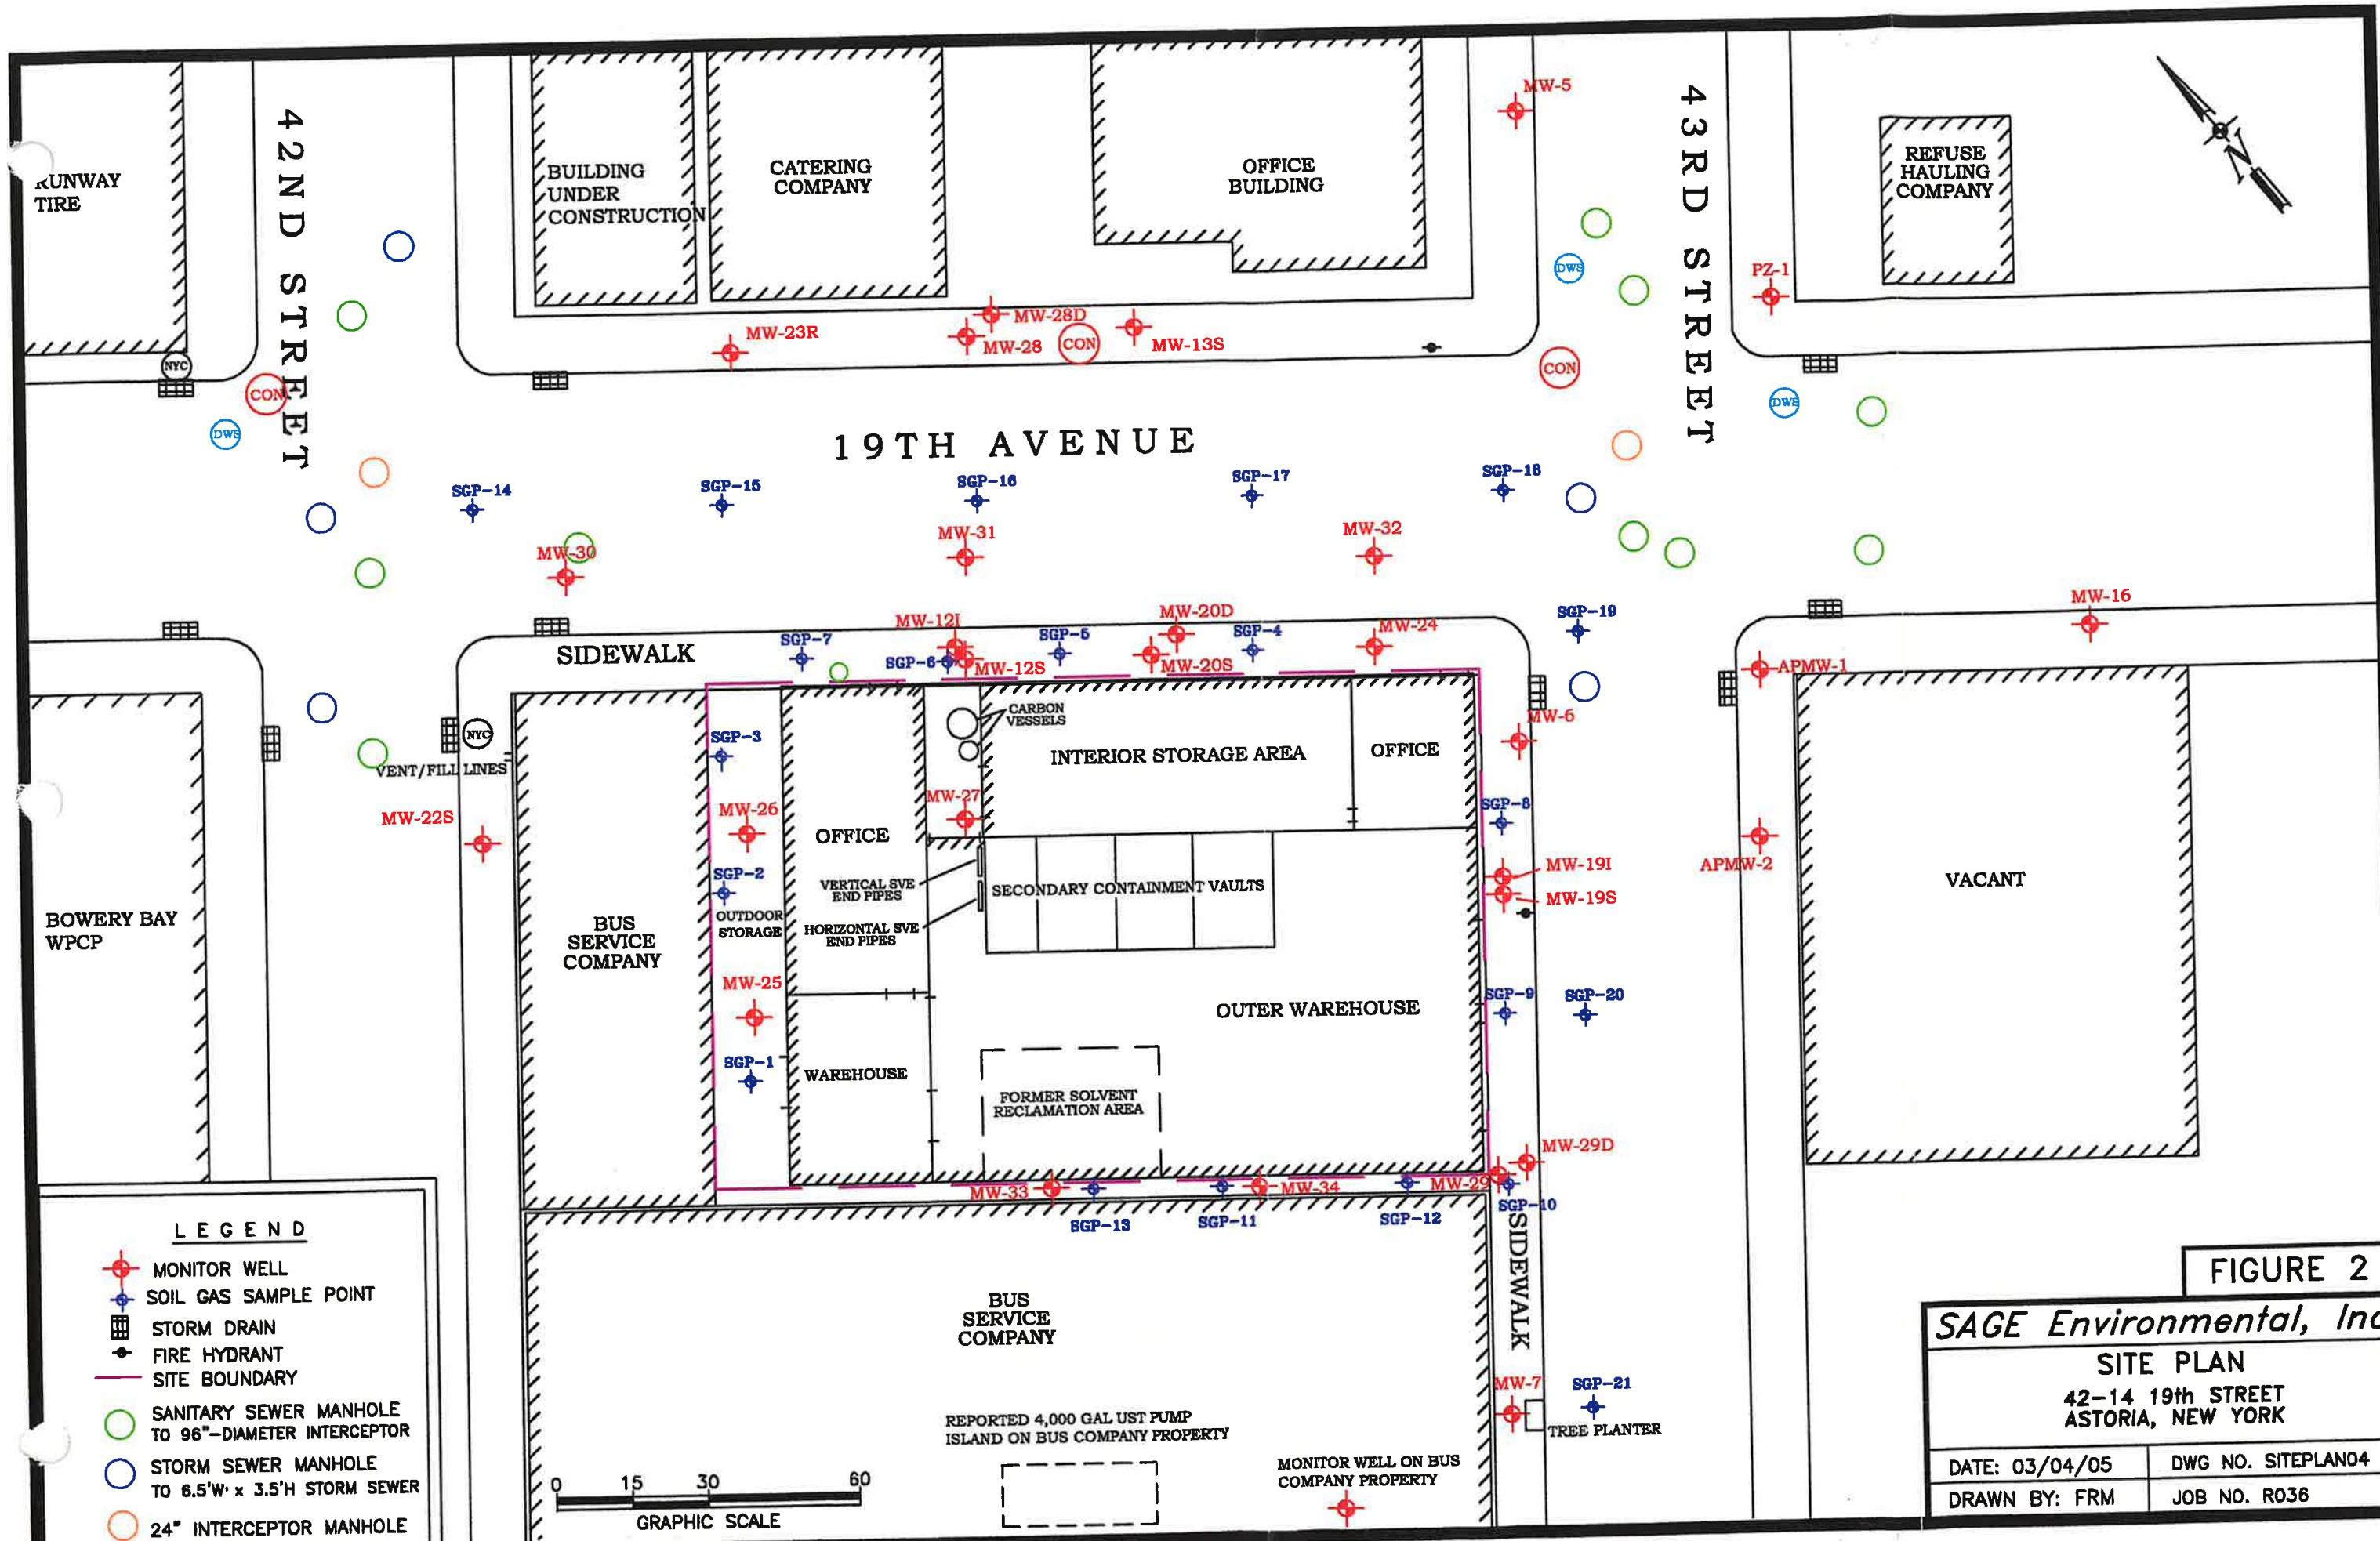 42ND STREET
43RD STREET
19TH AVENUE
RUNWAY
TIRE
BUILDING
UNDER
CONSTRUCTION
CATERING
COMPANY
OFFICE
BUILDING
MW-5
REFUSE
HAULING
COMPANY
N
PZ-1
DWS
NYC
CON
DWS
MW-23R
MW-28D
MW-28
CON
MW-13S
CON
DWS
SGP-14
SGP-15
SGP-16
SGP-17
SGP-18
MW-30
MW-31
MW-32
SIDEWALK
SGP-7
MW-12I
SGP-6
MW-12S
SGP-5
MW-20D
MW-20S
SGP-4
MW-24
SGP-19
MW-16
APMW-1
NYC
VENT/FILL LINES
MW-22S
SGP-3
MW-26
SGP-2
OUTDOOR
STORAGE
MW-25
SGP-1
CARBON
VESSELS
INTERIOR STORAGE AREA
OFFICE
MW-6
MW-27
OFFICE
SGP-8
VERTICAL SVE
END PIPES
HORIZONTAL SVE
END PIPES
SECONDARY CONTAINMENT VAULTS
MW-19I
MW-19S
APMW-2
VACANT
BOWERY BAY
WPCP
BUS
SERVICE
COMPANY
OUTER WAREHOUSE
SGP-9
SGP-20
WAREHOUSE
FORMER SOLVENT
RECLAMATION AREA
MW-29D
MW-33
MW-34
MW-29
SGP-13
SGP-11
SGP-12
SGP-10
SIDEWALK
BUS
SERVICE
COMPANY
MW-7
SGP-21
TREE PLANTER
REPORTED 4,000 GAL UST PUMP
ISLAND ON BUS COMPANY PROPERTY
MONITOR WELL ON BUS
COMPANY PROPERTY
0 15 30 60
GRAPHIC SCALE
LEGEND
MONITOR WELL
SOIL GAS SAMPLE POINT
STORM DRAIN
FIRE HYDRANT
SITE BOUNDARY
SANITARY SEWER MANHOLE
TO 96"-DIAMETER INTERCEPTOR
STORM SEWER MANHOLE
TO 6.5'W' x 3.5'H STORM SEWER
24" INTERCEPTOR MANHOLE
FIGURE 2
SAGE Environmental, Inc
SITE PLAN
42-14 19th STREET
ASTORIA, NEW YORK
DATE: 03/04/05
DWG NO. SITEPLAN04
DRAWN BY: FRM
JOB NO. R036